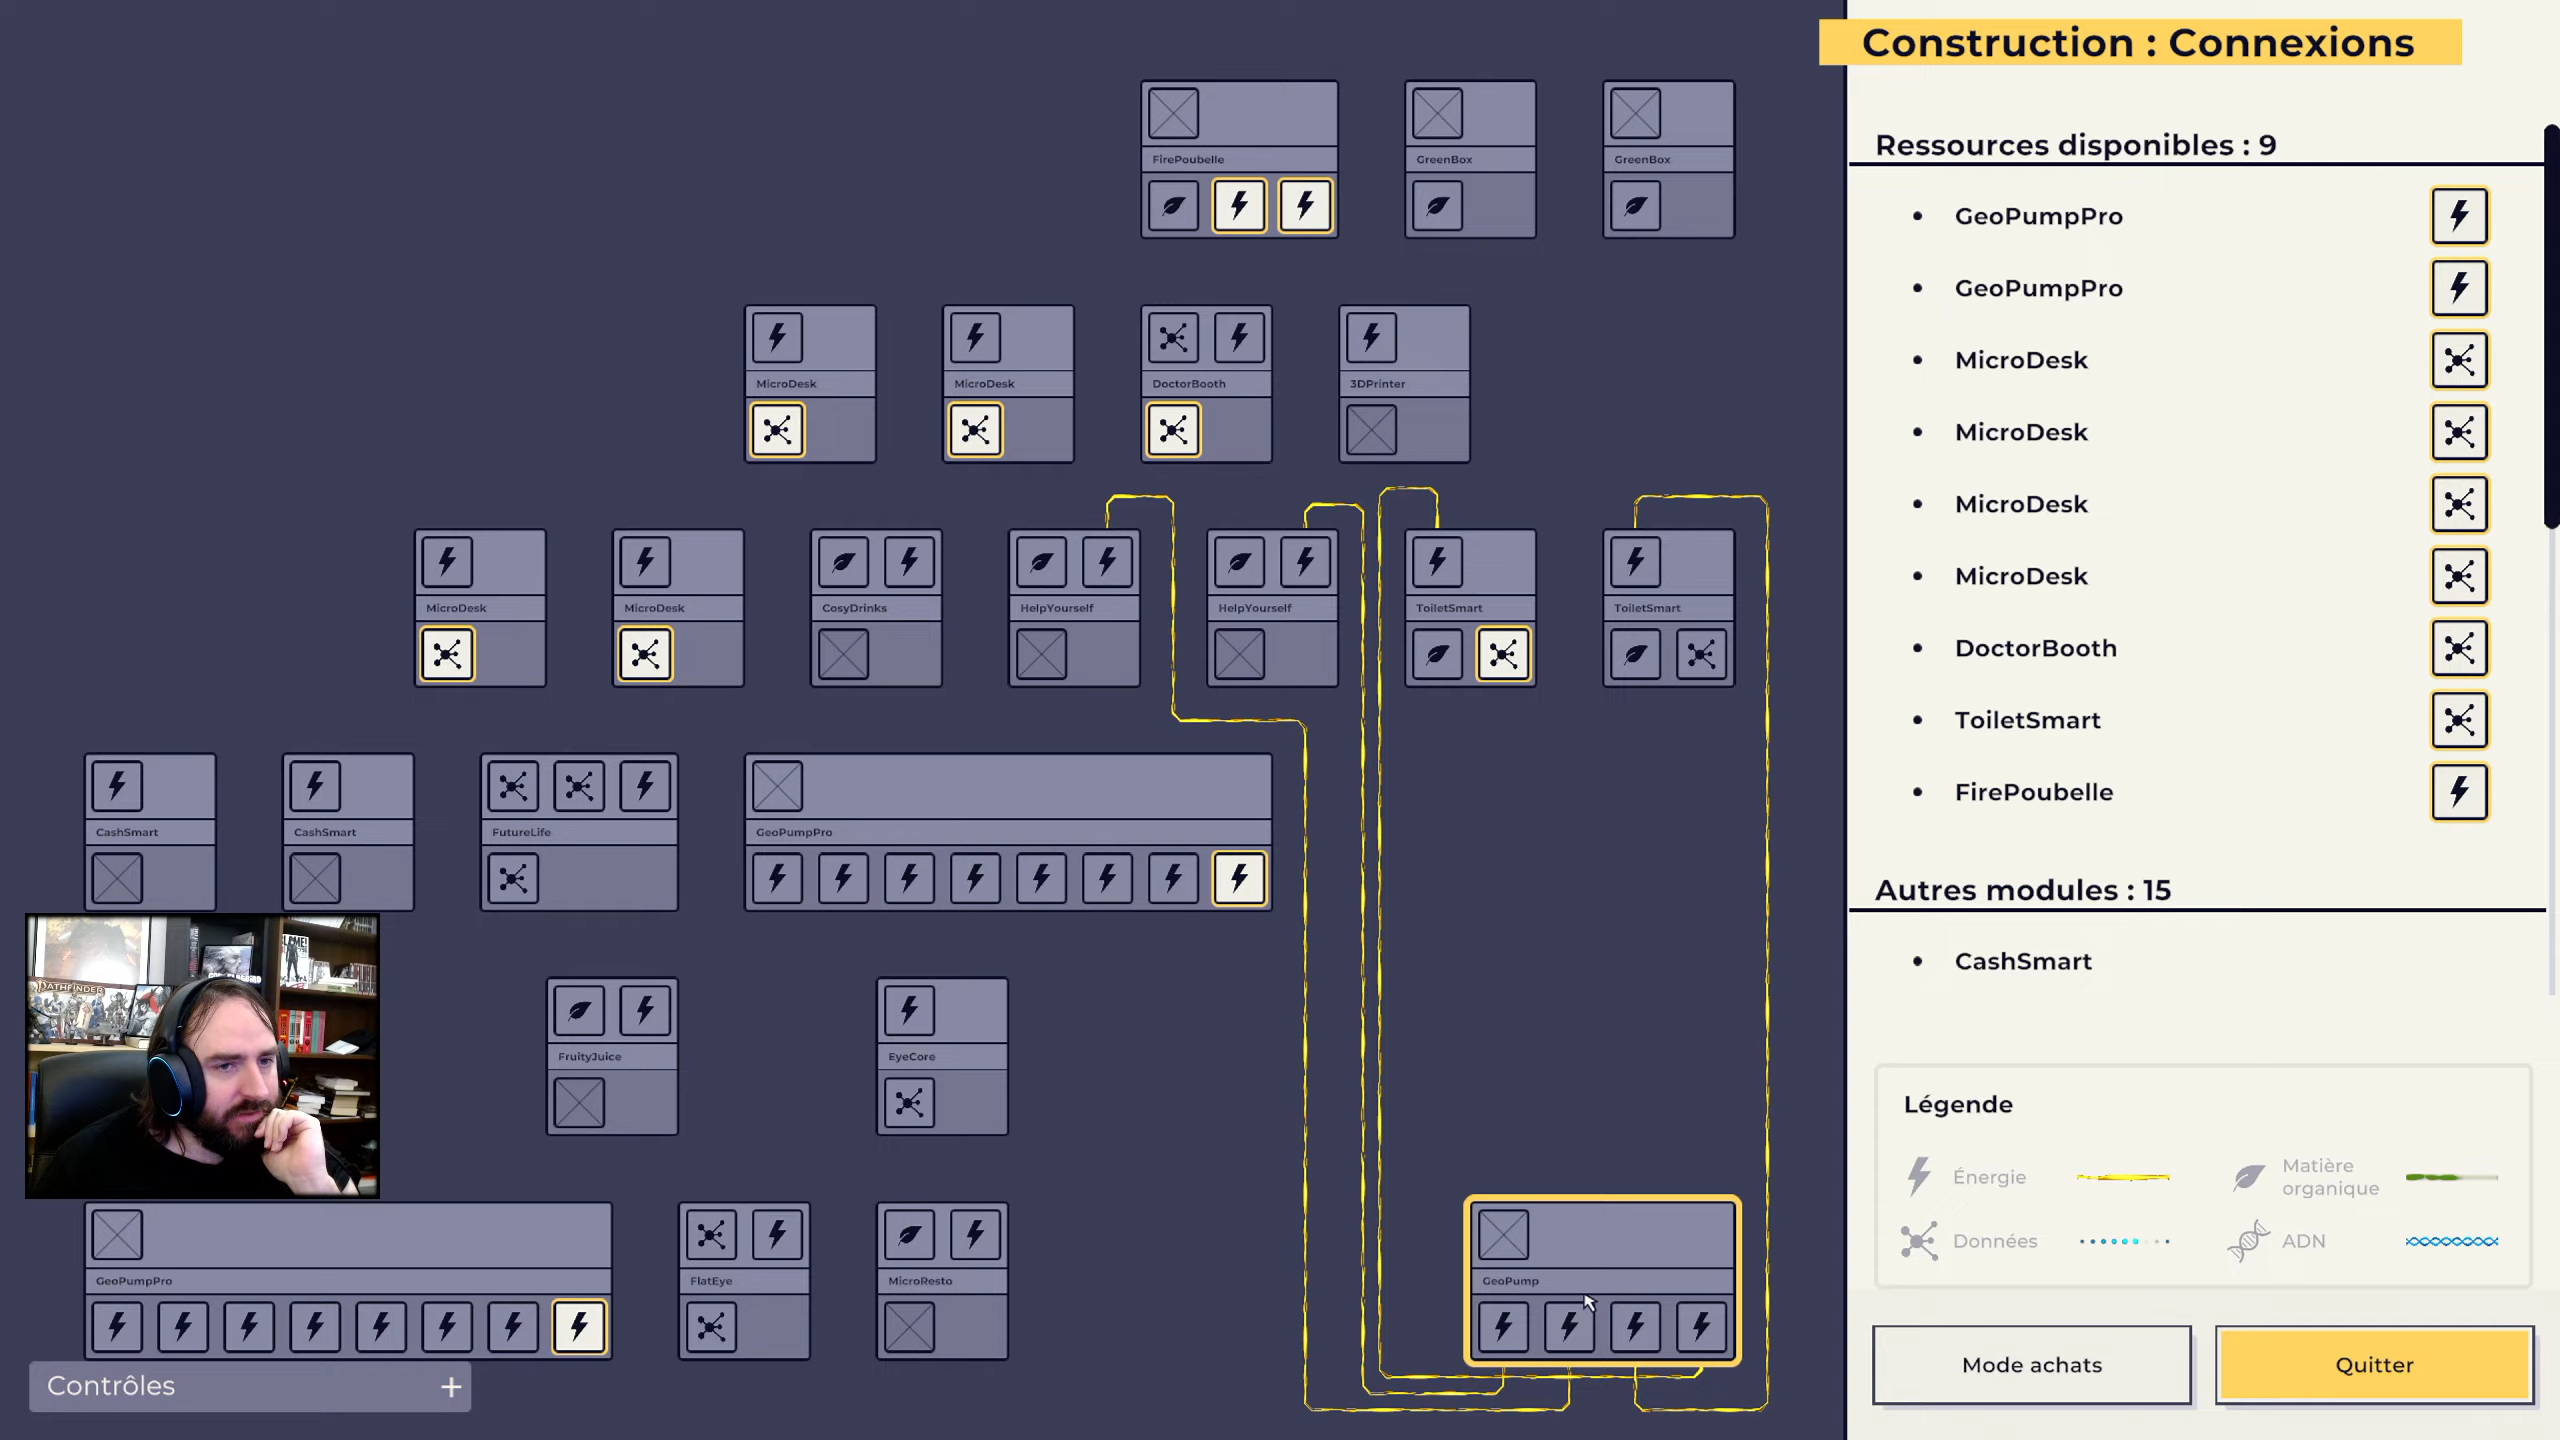 Construction : Connexions
FirePoubelle
GreenBox
GreenBox
MicroDesk
MicroDesk
DoctorBooth
3DPrinter
MicroDesk
MicroDesk
CosyDrinks
HelpYourself
HelpYourself
ToiletSmart
ToiletSmart
CashSmart
CashSmart
FutureLife
GeoPumpPro
FruityJuice
EyeCore
GeoPumpPro
FlatEye
MicroResto
GeoPump
Contrôles +
PATHFINDER
Ressources disponibles : 9
• GeoPumpPro
• GeoPumpPro
• MicroDesk
• MicroDesk
• MicroDesk
• MicroDesk
• DoctorBooth
• ToiletSmart
• FirePoubelle
Autres modules : 15
• CashSmart
Légende
Énergie
Matière
organique
Données
ADN
Mode achats
Quitter